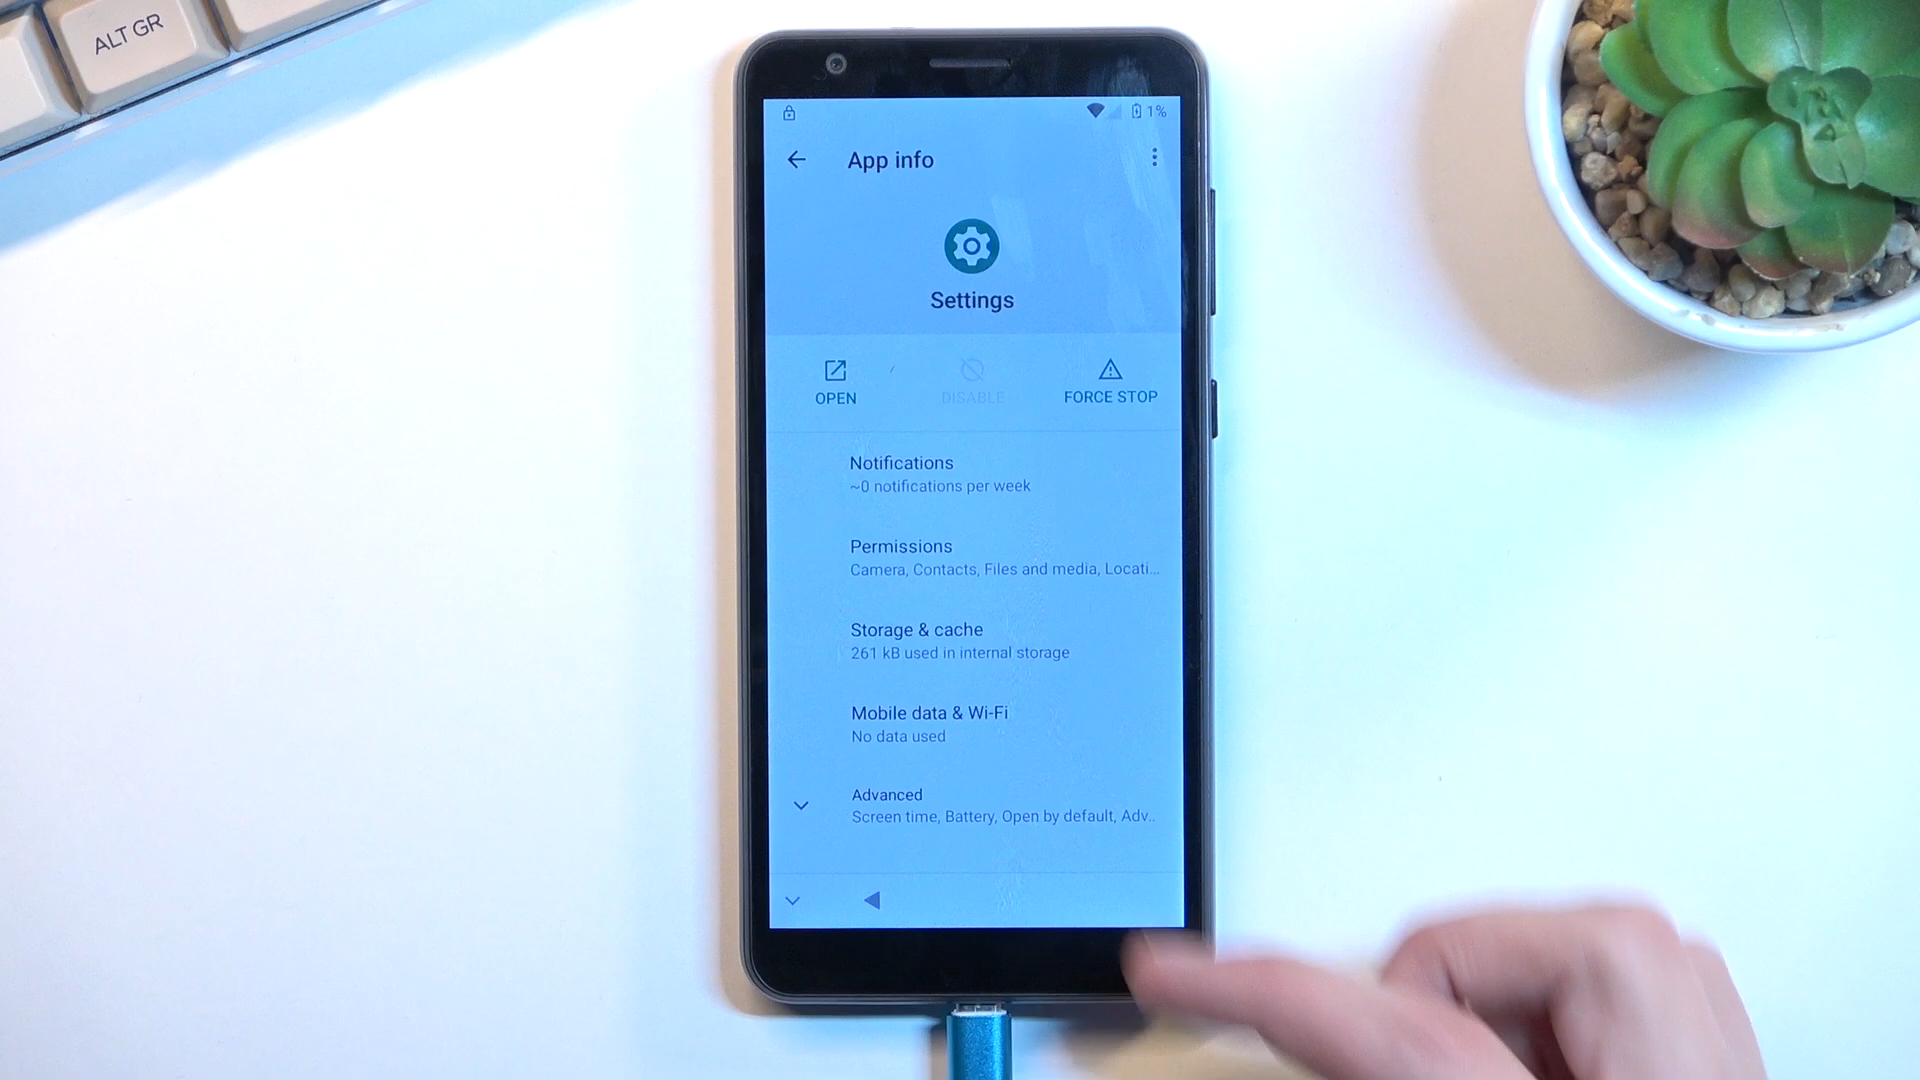 ALT GR
1%
App info
Settings
OPEN
DISABLE
FORCE STOP
Notifications
~0 notifications per week
Permissions
Camera, Contacts, Files and media, Locati...
Storage & cache
261 kB used in internal storage
Mobile data & Wi-Fi
No data used
Advanced
Screen time, Battery, Open by default, Adv..